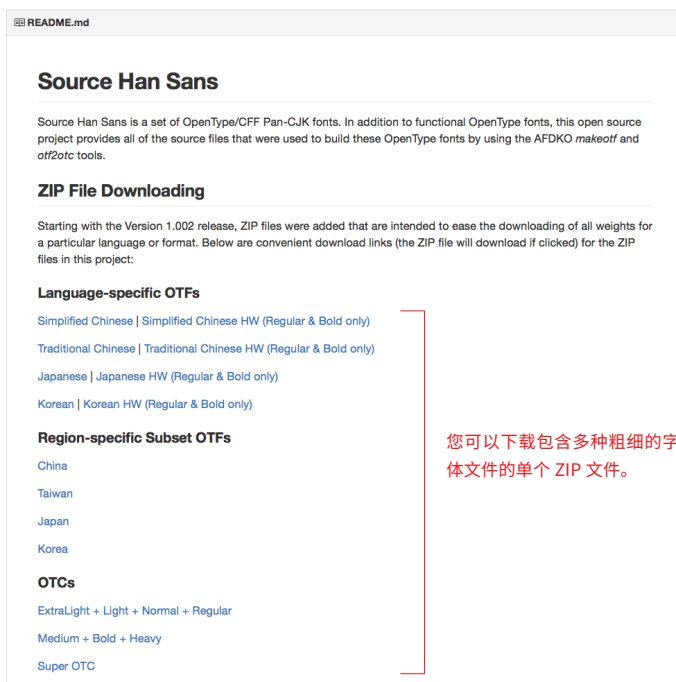 README.md
Source Han Sans
Source Han Sans is a set of OpenType/CFF Pan-CJK fonts. In addition to functional OpenType fonts, this open source
project provides all of the source files that were used to build these OpenType fonts by using the AFDKO makeotf and
otf2otc tools.
ZIP File Downloading
Starting with the Version 1.002 release, ZIP files were added that are intended to ease the downloading of all weights for
a particular language or format. Below are convenient download links (the ZIP file will download if clicked) for the ZIP
files in this project:
Language-specific OTFs
Simplified Chinese | Simplified Chinese HW (Regular & Bold only)
Traditional Chinese | Traditional Chinese HW (Regular & Bold only)
Japanese | Japanese HW (Regular & Bold only)
Korean | Korean HW (Regular & Bold only)
Region-specific Subset OTFs
China
Taiwan
Japan
Korea
OTCs
ExtraLight + Light + Normal + Regular
Medium + Bold + Heavy
Super OTC
您可以下载包含多种粗细的字
体文件的单个 ZIP 文件。